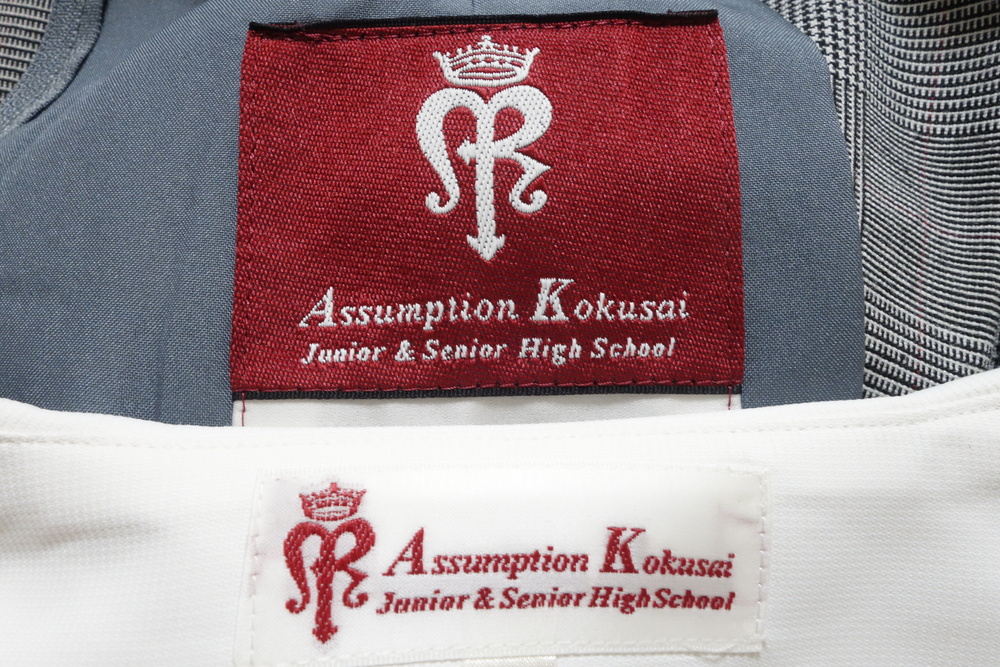 Assumption Kokusai
Junior & Senior High School
Assumption Kokusai
Junior & Senior High School